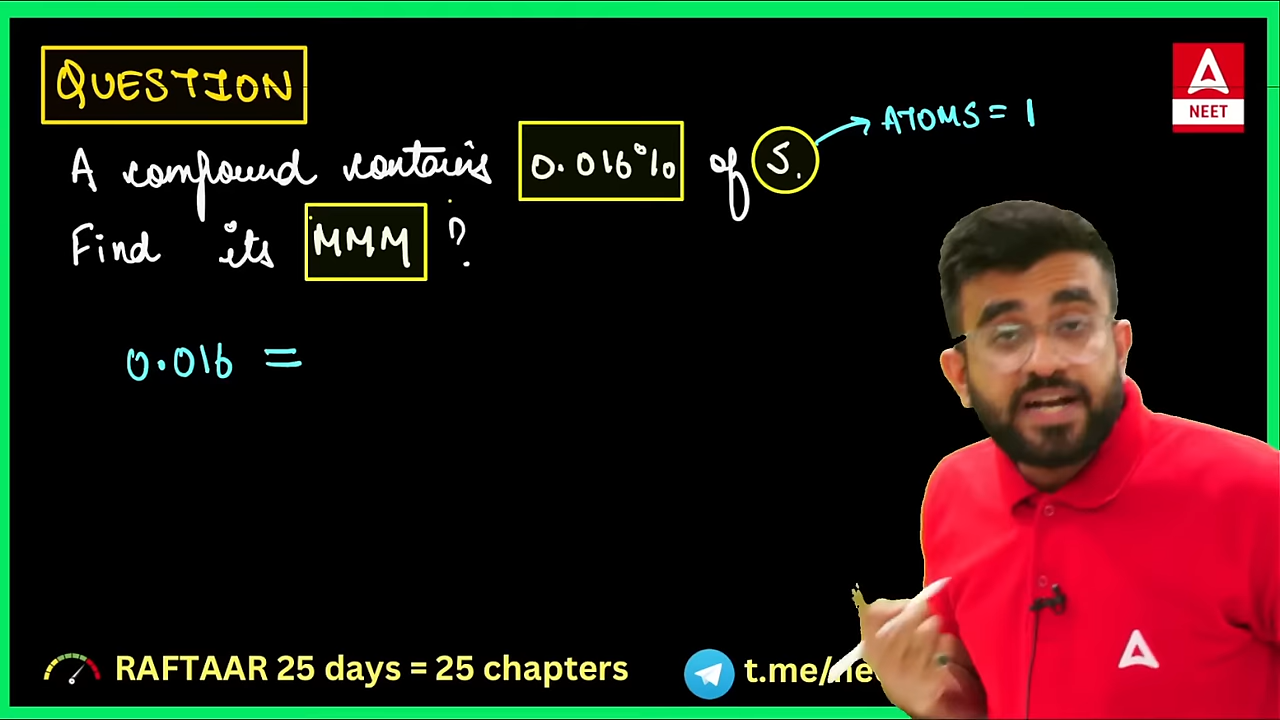 QUESTION
NEET
ATOMS = 1
A compound contains 0.016% of S.
Find its MMM ?
0.016 =
RAFTAAR 25 days = 25 chapters